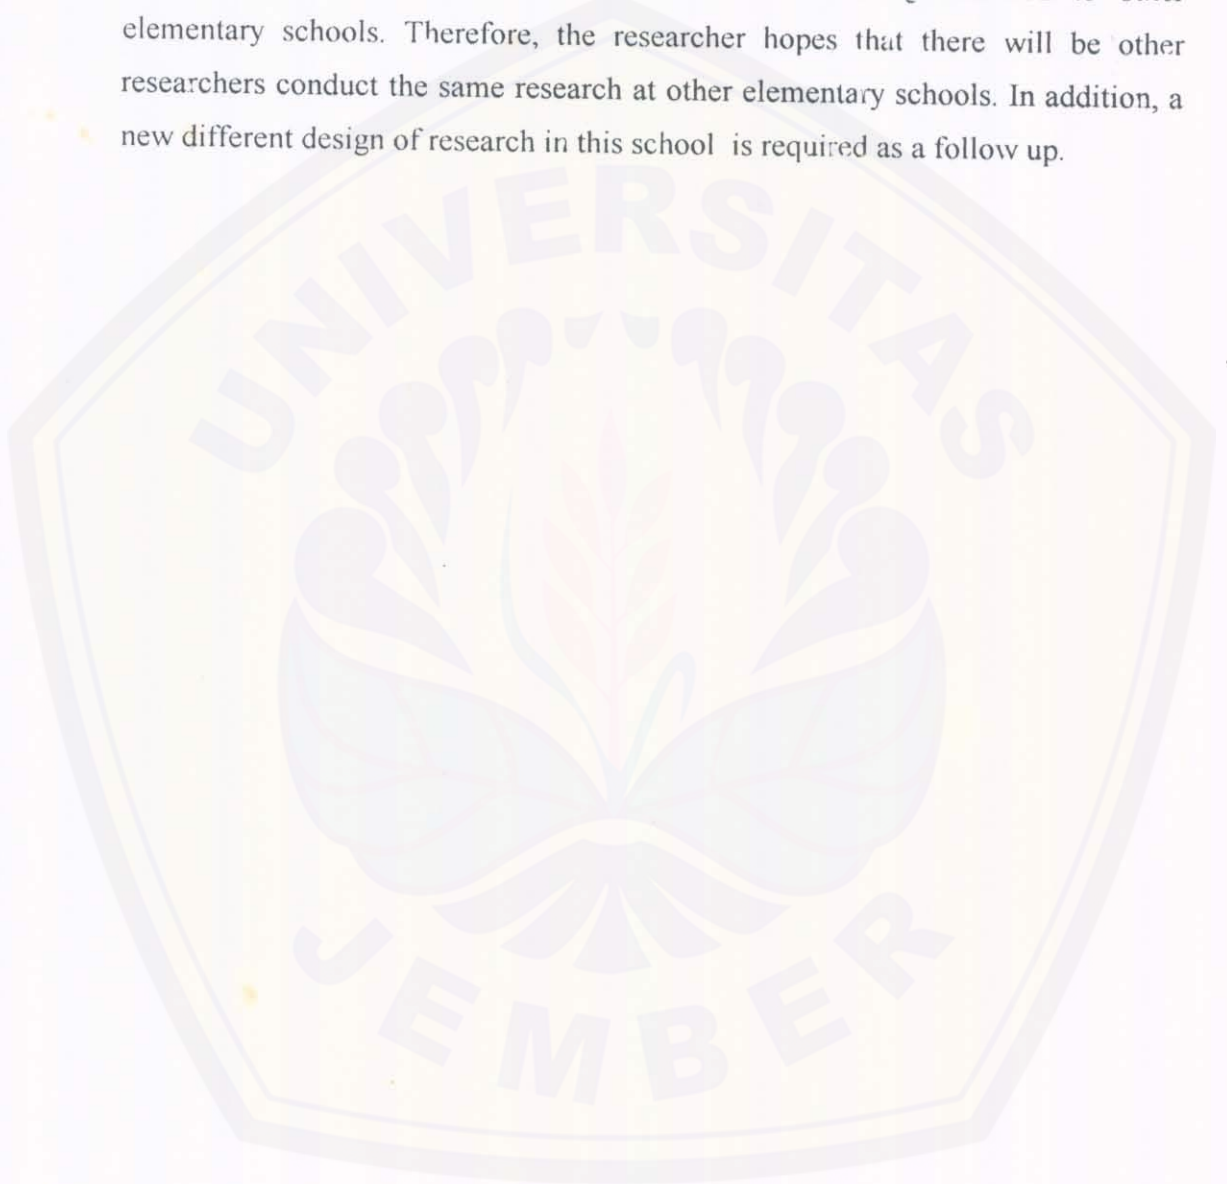 elementary schools. Therefore, the researcher hopes that there will be other
researchers conduct the same research at other elementary schools. In addition, a
new different design of research in this school is required as a follow up.
UNIVERSITAS
JEMBER